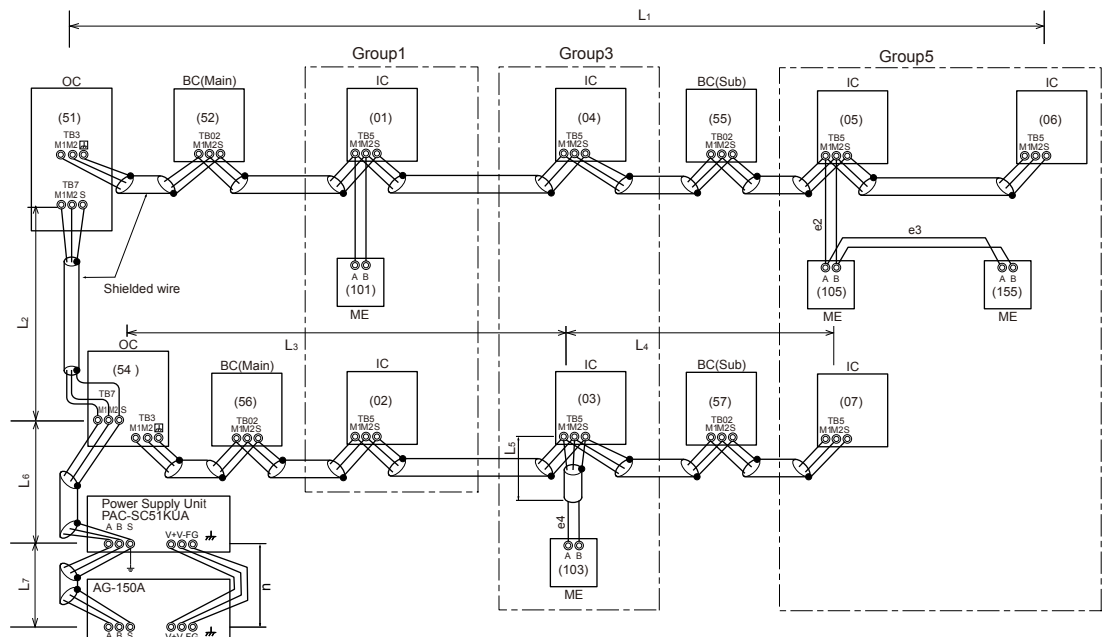 L1
Group1
Group3
Group5
OC
BC(Main)
IC
IC
BC(Sub)
IC
IC
(51)
(52)
(01)
(04)
(55)
(05)
(06)
TB3
M1M2
TB02
M1M2S
TB5
M1M2S
TB5
M1M2S
TB02
M1M2S
TB5
M1M2S
TB5
M1M2S
TB7
M1M2 S
e2
e3
Shielded wire
A B
(101)
ME
A B
(105)
ME
A B
(155)
ME
L2
L3
L4
OC
BC(Main)
IC
IC
BC(Sub)
IC
(54 )
(56)
(02)
(03)
(57)
(07)
TB7
M1M2 S
TB3
M1M2
TB02
M1M2S
TB5
M1M2S
TB5
M1M2S
TB02
M1M2S
TB5
M1M2S
L5
L6
e4
Power Supply Unit
PAC-SC51KUA
A B S
V+V-FG
A B
(103)
ME
L7
n
AG-150A
A B S
V+V-FG